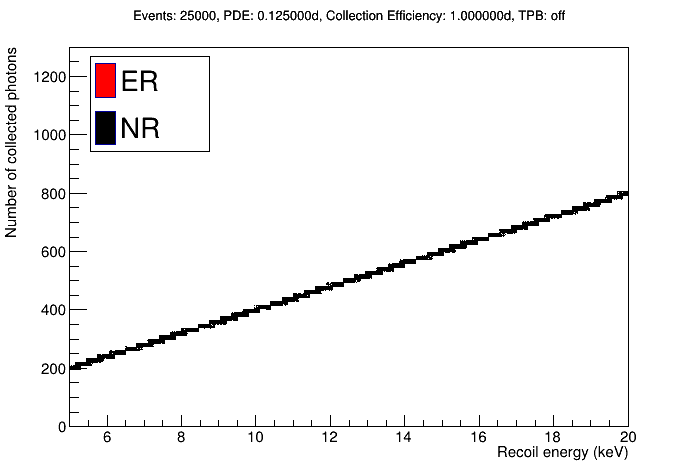 Events: 25000, PDE: 0.125000d, Collection Efficiency: 1.000000d, TPB: off
Number of collected photons
1200
1000
800
600
400
200
0
ER
NR
6 8 10 12 14 16 18 20
Recoil energy (keV)